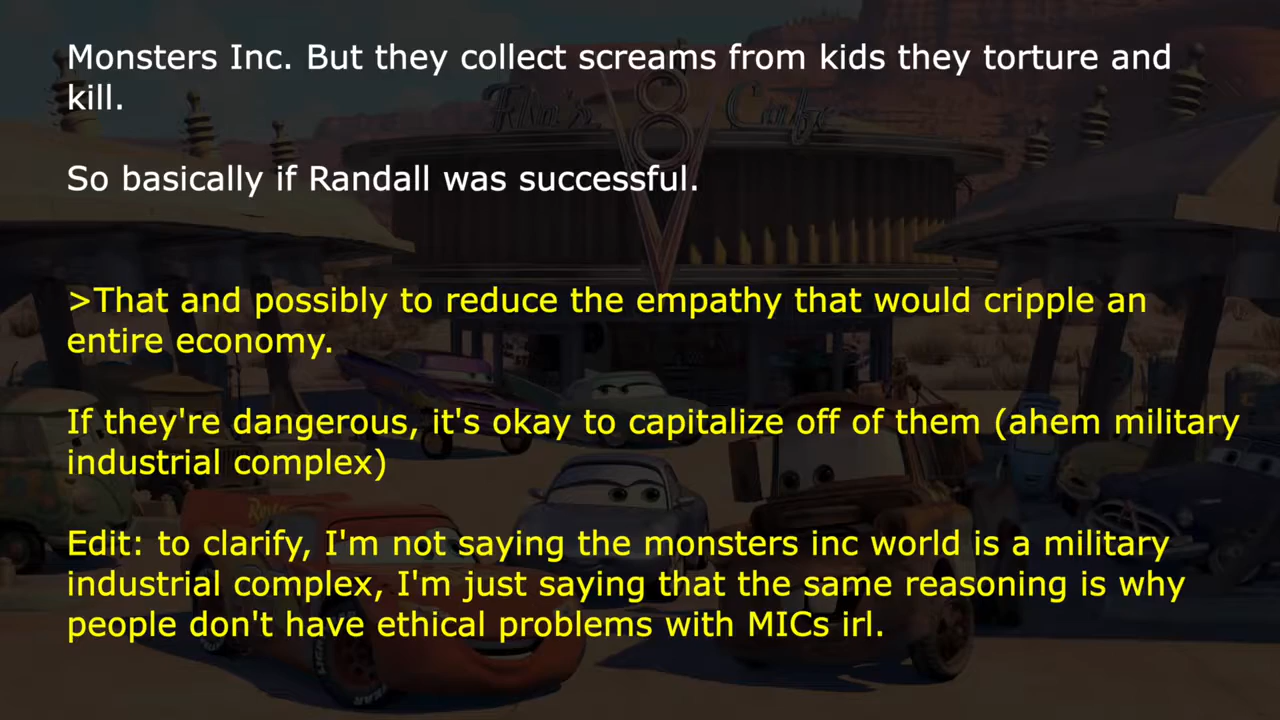 Monsters Inc. But they collect screams from kids they torture and
kill.
So basically if Randall was successful.
>That and possibly to reduce the empathy that would cripple an
entire economy.
If they're dangerous, it's okay to capitalize off of them (ahem military
industrial complex)
Edit: to clarify, I'm not saying the monsters inc world is a military
industrial complex, I'm just saying that the same reasoning is why
people don't have ethical problems with MICs irl.
Flo's V8 Cafe